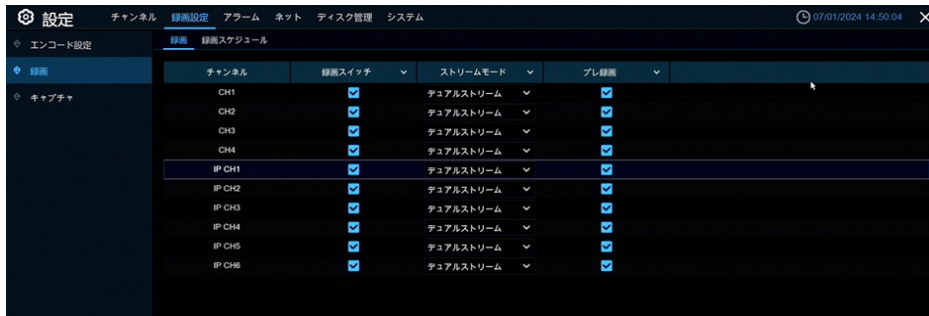 設定 チャンネル 録画設定 アラーム ネット ディスク管理 システム 07/01/2024 14:50:04
エンコード設定
録画
キャプチャ
録画 録画スケジュール
チャンネル 録画スイッチ ストリームモード プレ録画
CH1 デュアルストリーム
CH2 デュアルストリーム
CH3 デュアルストリーム
CH4 デュアルストリーム
IP CH1 デュアルストリーム
IP CH2 デュアルストリーム
IP CH3 デュアルストリーム
IP CH4 デュアルストリーム
IP CH5 デュアルストリーム
IP CH6 デュアルストリーム